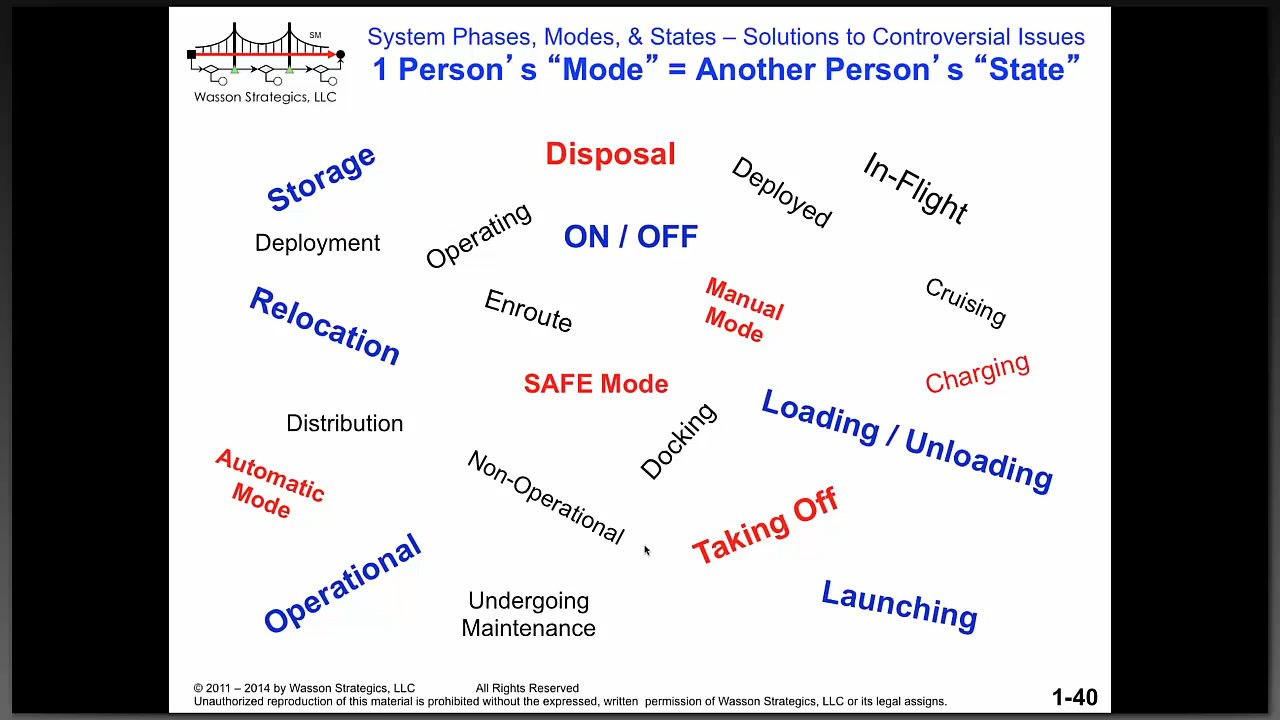 SM
Wasson Strategics, LLC
System Phases, Modes, & States – Solutions to Controversial Issues
1 Person’s “Mode” = Another Person’s “State”
Storage
Disposal
Deployed
In-Flight
Deployment
Operating
ON / OFF
Relocation
Enroute
Manual
Mode
Cruising
SAFE Mode
Charging
Distribution
Docking
Loading / Unloading
Automatic
Mode
Non-Operational
Taking Off
Operational
Undergoing
Maintenance
Launching
© 2011 – 2014 by Wasson Strategics, LLC All Rights Reserved
Unauthorized reproduction of this material is prohibited without the expressed, written permission of Wasson Strategics, LLC or its legal assigns.
1-40